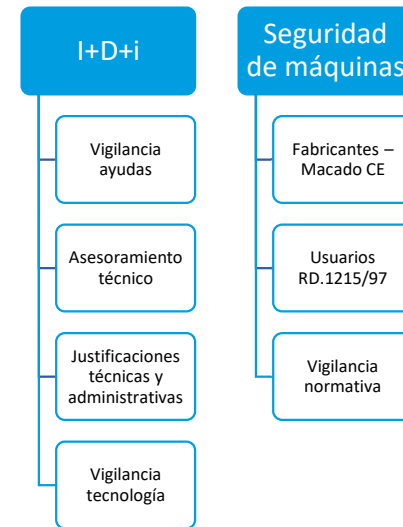 I+D+i
Vigilancia
ayudas
Asesoramiento
técnico
Justificaciones
técnicas y
administrativas
Vigilancia
tecnología
Seguridad
de máquinas
Fabricantes –
Macado CE
Usuarios
RD.1215/97
Vigilancia
normativa